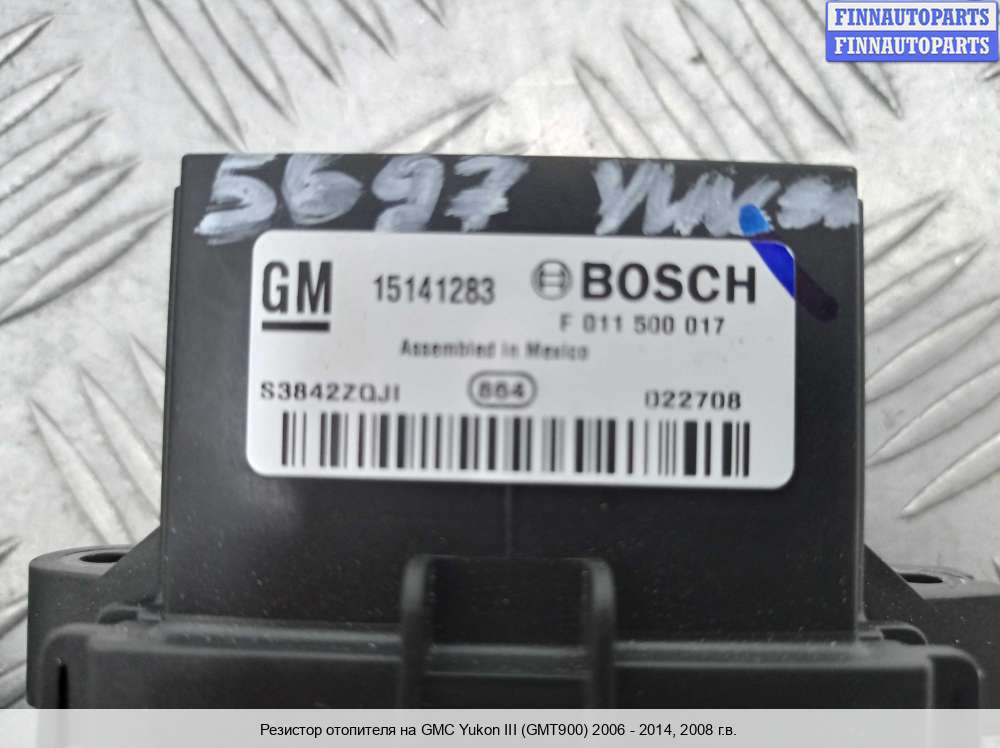 FINNAUTOPARTS
FINNAUTOPARTS
5697 YUKON
GM 15141283 BOSCH
F 011 500 017
Assembled in Mexico
S3842ZQJI 864 022708
Резистор отопителя на GMC Yukon III (GMT900) 2006 - 2014, 2008 г.в.